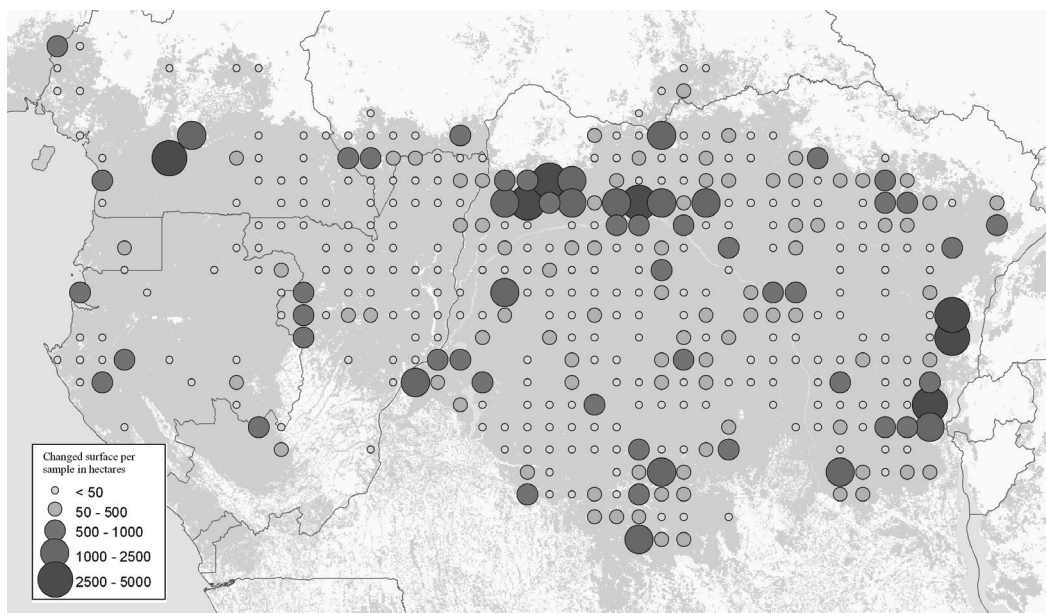 Changed surface per
sample in hectares
< 50
50 - 500
500 - 1000
1000 - 2500
2500 - 5000